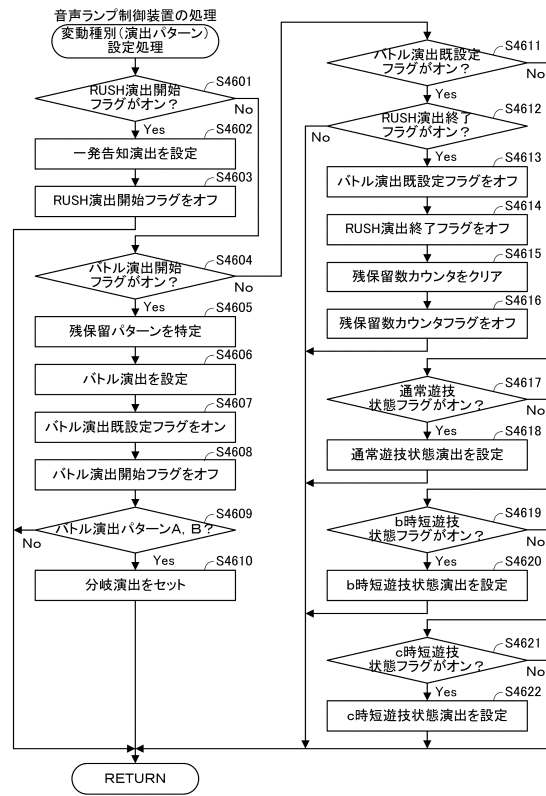 音声ランプ制御装置の処理
変動種別(演出パターン)
設定処理
S4601
RUSH演出開始
フラグがオン?
No
Yes
S4602
一発告知演出を設定
S4603
RUSH演出開始フラグをオフ
S4604
バトル演出開始
フラグがオン?
No
Yes
S4605
残保留パターンを特定
S4606
バトル演出を設定
S4607
バトル演出既設定フラグをオン
S4608
バトル演出開始フラグをオフ
S4609
バトル演出パターンA, B?
No
Yes
S4610
分岐演出をセット
RETURN
S4611
バトル演出既設定
フラグがオン?
No
Yes
S4612
RUSH演出終了
フラグがオン?
No
Yes
S4613
バトル演出既設定フラグをオフ
S4614
RUSH演出終了フラグをオフ
S4615
残保留数カウンタをクリア
S4616
残保留数カウンタフラグをオフ
S4617
通常遊技
状態フラグがオン?
No
Yes
S4618
通常遊技状態演出を設定
S4619
b時短遊技
状態フラグがオン?
No
Yes
S4620
b時短遊技状態演出を設定
S4621
c時短遊技
状態フラグがオン?
No
Yes
S4622
c時短遊技状態演出を設定